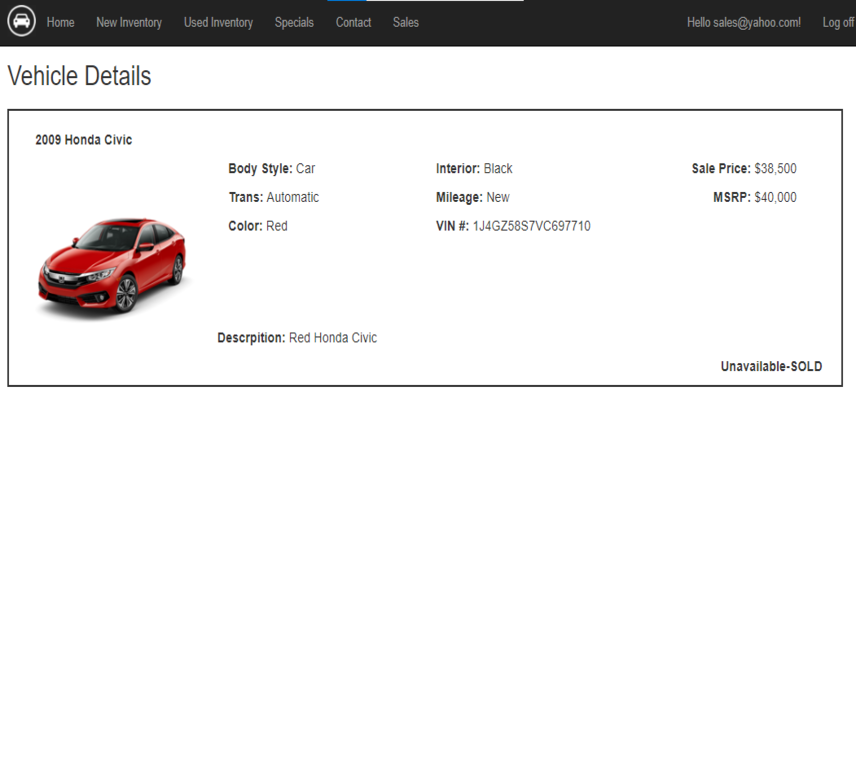 Home New Inventory Used Inventory Specials Contact Sales Hello sales@yahoo.com! Log off
Vehicle Details
2009 Honda Civic
Body Style: Car Interior: Black Sale Price: $38,500
Trans: Automatic Mileage: New MSRP: $40,000
Color: Red VIN #: 1J4GZ58S7VC697710
Descrpition: Red Honda Civic
Unavailable-SOLD